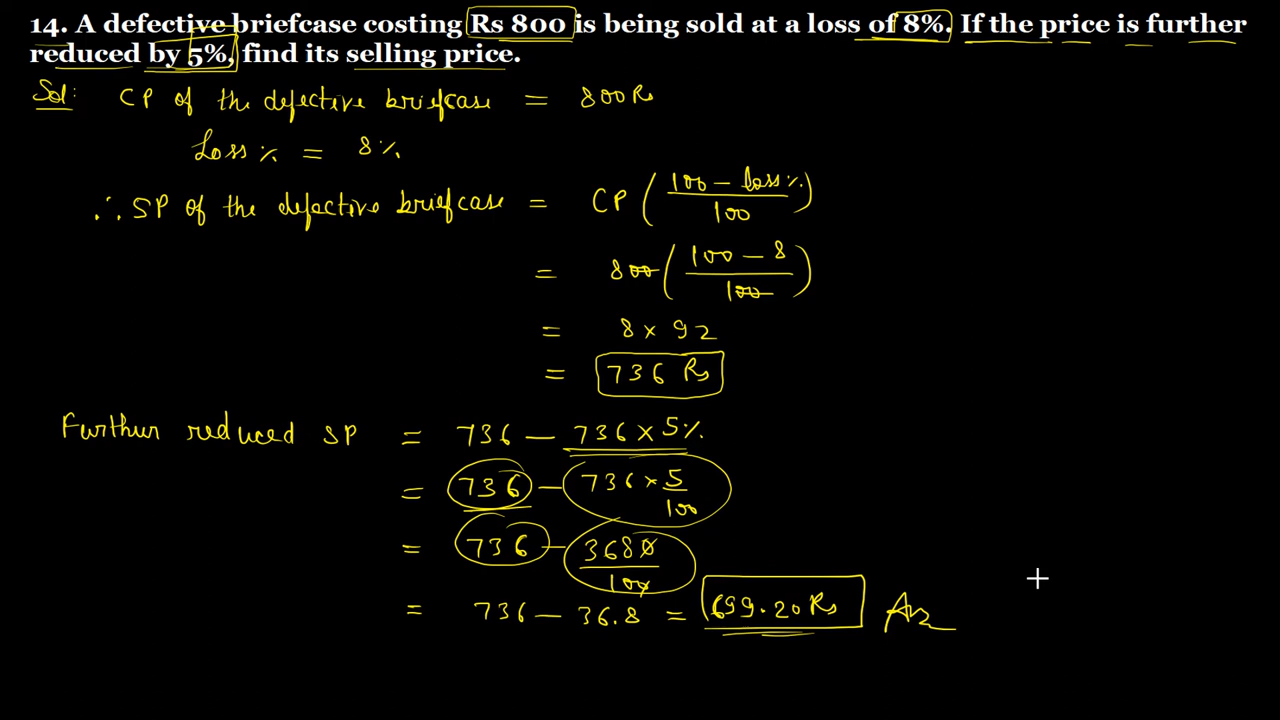 14. A defective briefcase costing Rs 800 is being sold at a loss of 8%. If the price is further
reduced by 5%, find its selling price.
Sol: CP of the defective briefcase = 800 Rs
Loss % = 8%
∴ SP of the defective briefcase = CP ( 100 - loss% / 100 )
= 800 ( 100 - 8 / 100 )
= 8 × 92
= 736 Rs
Further reduced SP = 736 - 736 × 5%
= 736 - 736 × 5 / 100
= 736 - 3680 / 100
= 736 - 36.8 = 699.20 Rs Ans